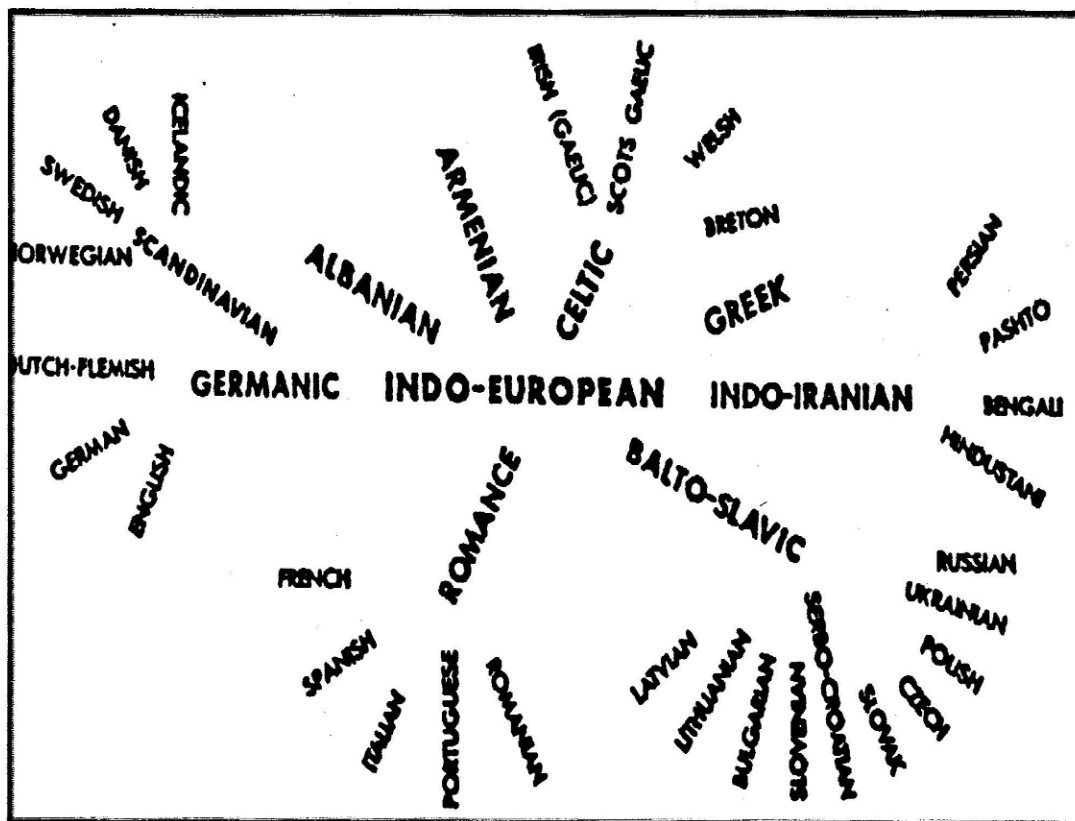 ICELANDIC
DANISH
SWEDISH
NORWEGIAN
SCANDINAVIAN
ALBANIAN
ARMENIAN
IRISH (GAELIC)
SCOTS GAELIC
WELSH
BRETON
CELTIC
GREEK
PERSIAN
PASHTO
BENGALI
HINDUSTANI
DUTCH-FLEMISH
GERMANIC
INDO-EUROPEAN
INDO-IRANIAN
GERMAN
ENGLISH
ROMANCE
BALTO-SLAVIC
FRENCH
SPANISH
ITALIAN
PORTUGUESE
ROMANIAN
LATVIAN
LITHUANIAN
BULGARIAN
SLOVENIAN
SERBO-CROATIAN
SLOVAK
CZECH
POLISH
UKRAINIAN
RUSSIAN